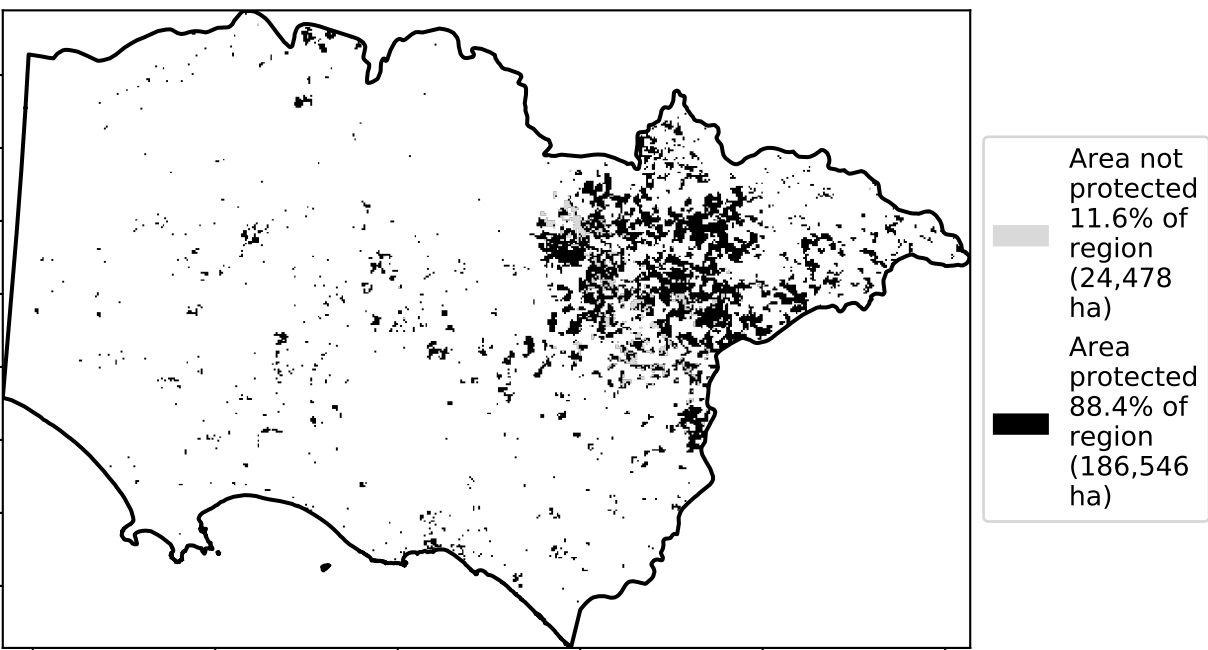 Area not
protected
11.6% of
region
(24,478
ha)
Area
protected
88.4% of
region
(186,546
ha)